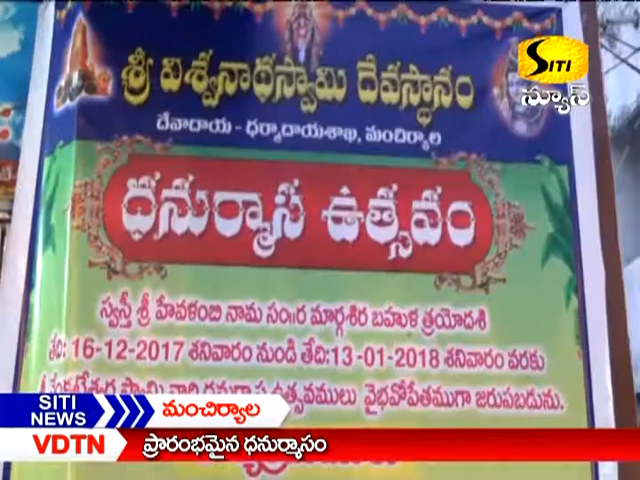 శ్రీ విశ్వనాథస్వామి దేవస్థానం
SITI
న్యూస్
దేవాదాయ - ధర్మాదాయశాఖ, మంచిర్యాల
ధనుర్మాస ఉత్సవం
స్వస్తీ శ్రీ హేవళంబి నామ సం॥ర మార్గశిర బహుళ త్రయోదశి
తేది: 16-12-2017 శనివారం నుండి తేది:13-01-2018 శనివారం వరకు
వైభవోపేతముగా జరుపబడును.
SITI NEWS
మంచిర్యాల
VDTN
ప్రారంభమైన ధనుర్మాసం